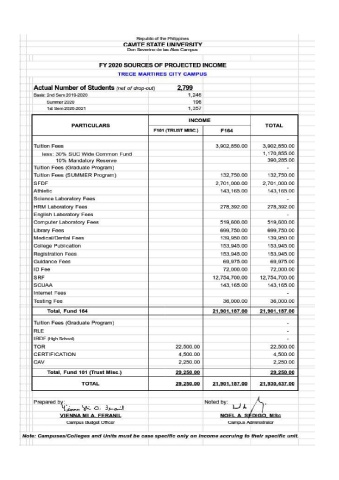 Republic of the Philippines
CAVITE STATE UNIVERSITY
Don Severino de las Alas Campus
FY 2020 SOURCES OF PROJECTED INCOME
TRECE MARTIRES CITY CAMPUS
Actual Number of Students (net of drop-out) 2,799
Basis: 2nd Sem 2019-2020 1,246
Summer 2020 196
1st Sem 2020-2021 1,357
PARTICULARS INCOME TOTAL
F101 (TRUST MISC.) F164
Tuition Fees 3,902,850.00 3,902,850.00
less: 30% SUC Wide Common Fund 1,170,855.00
10% Mandatory Reserve 390,285.00
Tuition Fees (Graduate Program)
Tuition Fees (SUMMER Program) 132,750.00 132,750.00
SFDF 2,701,000.00 2,701,000.00
Athletic 143,165.00 143,165.00
Science Laboratory Fees -
HRM Laboratory Fees 278,392.00 278,392.00
English Laboratory Fees -
Computer Laboratory Fees 519,600.00 519,600.00
Library Fees 699,750.00 699,750.00
Medical/Dental Fees 139,950.00 139,950.00
College Publication 153,945.00 153,945.00
Registration Fees 153,945.00 153,945.00
Guidance Fees 69,975.00 69,975.00
ID Fee 72,000.00 72,000.00
SRF 12,754,700.00 12,754,700.00
SCUAA 143,165.00 143,165.00
Internet Fees -
Testing Fee 36,000.00 36,000.00
Total, Fund 164 21,901,187.00 21,901,187.00
Tuition Fees (Graduate Program) -
RLE -
(High School) -
TOR 22,500.00 22,500.00
CERTIFICATION 4,500.00 4,500.00
CAV 2,250.00 2,250.00
Total, Fund 101 (Trust Misc.) 29,250.00 29,250.00
TOTAL 29,250.00 21,901,187.00 21,930,437.00
Prepared by: Noted by:
VIENNA NI A. FERANIL NOEL A. SEDIGO, MSc
Campus Budget Officer Campus Administrator
Note: Campuses/Colleges and Units must be case specific only on income accruing to their specific unit.